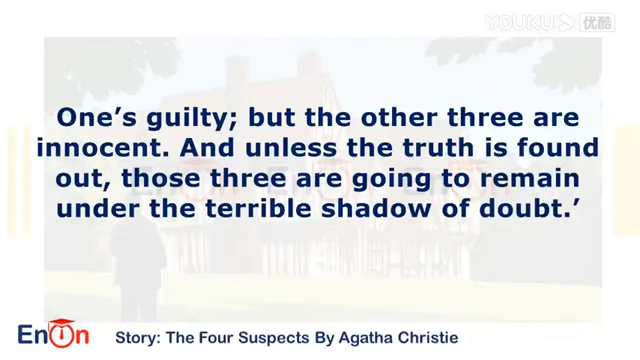 YOUKU 优酷
One's guilty; but the other three are
innocent. And unless the truth is found
out, those three are going to remain
under the terrible shadow of doubt.’
EnOn Story: The Four Suspects By Agatha Christie